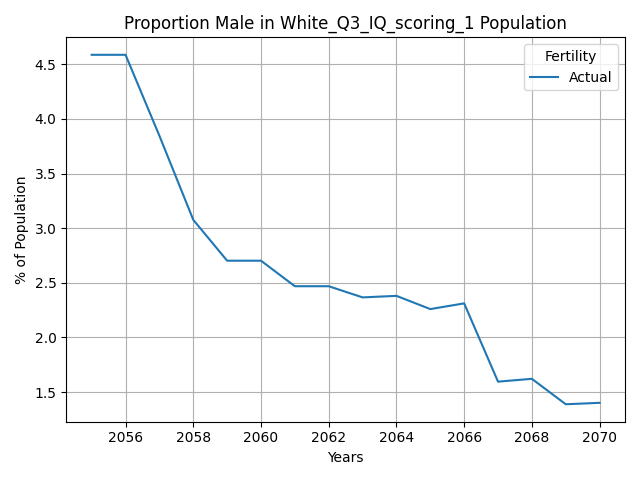 Proportion Male in White_Q3_IQ_scoring_1 Population
Fertility
Actual
% of Population
4.5
4.0
3.5
3.0
2.5
2.0
1.5
2056 2058 2060 2062 2064 2066 2068 2070
Years